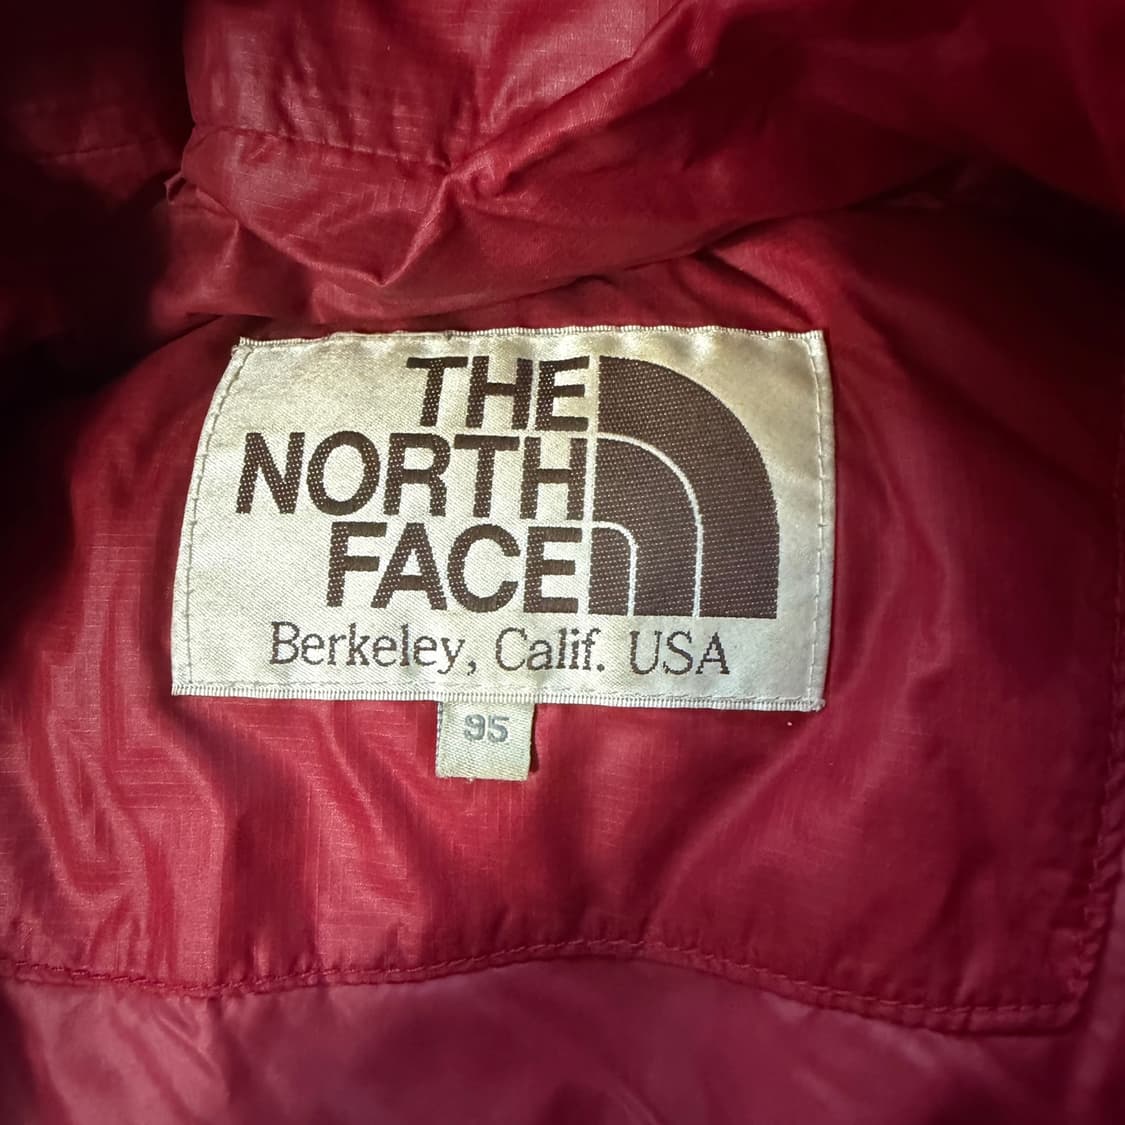 THE
NORTH
FACE
Berkeley, Calif. USA
95